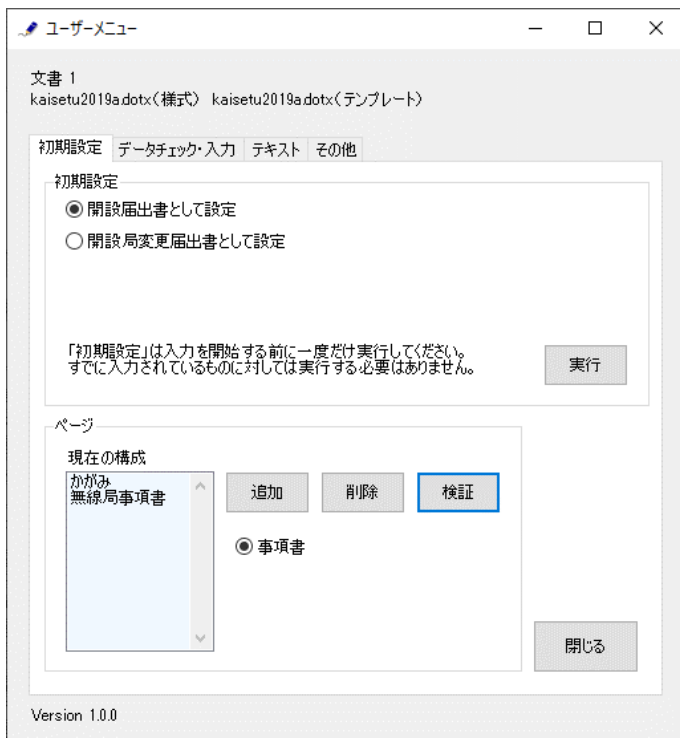 ユーザーメニュー
文書 1
kaisetu2019a.dotx(様式) kaisetu2019a.dotx(テンプレート)
初期設定 データチェック・入力 テキスト その他
初期設定
開設届出書として設定
開設局変更届出書として設定
「初期設定」は入力を開始する前に一度だけ実行してください。
すでに入力されているものに対しては実行する必要はありません。
実行
ページ
現在の構成
かがみ
無線局事項書
追加 削除 検証
事項書
閉じる
Version 1.0.0